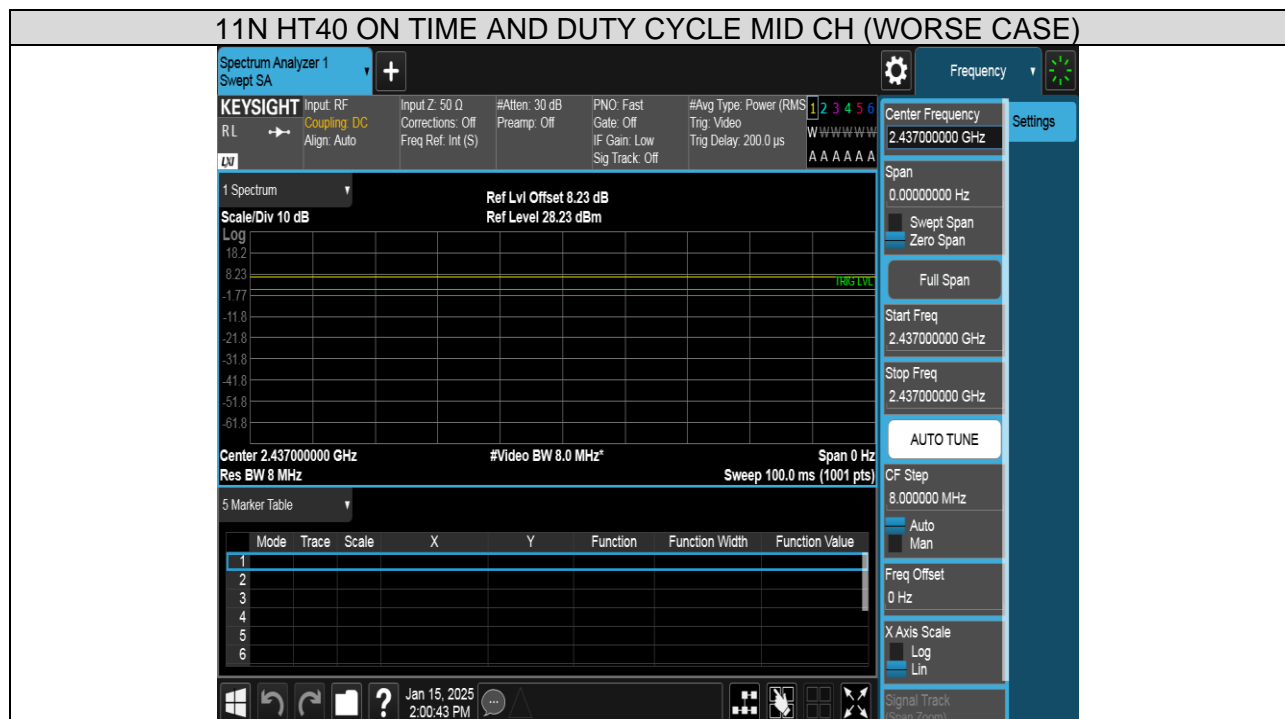 11N HT40 ON TIME AND DUTY CYCLE MID CH (WORSE CASE)
Spectrum Analyzer 1
Swept SA
+
Frequency
KEYSIGHT
RL
LXI
Input: RF
Coupling: DC
Align: Auto
Input Z: 50 Ω
Corrections: Off
Freq Ref: Int (S)
#Atten: 30 dB
Preamp: Off
PNO: Fast
Gate: Off
IF Gain: Low
Sig Track: Off
#Avg Type: Power (RMS
Trig: Video
Trig Delay: 200.0 µs
1 2 3 4 5 6
W W W W W W
A A A A A A
1 Spectrum
Scale/Div 10 dB
Ref Lvl Offset 8.23 dB
Ref Level 28.23 dBm
Log
18.2
8.23
-1.77
-11.8
-21.8
-31.8
-41.8
-51.8
-61.8
TRIG LVL
Center 2.437000000 GHz
#Video BW 8.0 MHz*
Span 0 Hz
Res BW 8 MHz
Sweep 100.0 ms (1001 pts)
5 Marker Table
Mode Trace Scale X Y Function Function Width Function Value
1
2
3
4
5
6
Jan 15, 2025
2:00:43 PM
?
Center Frequency
2.437000000 GHz
Settings
Span
0.00000000 Hz
Swept Span
Zero Span
Full Span
Start Freq
2.437000000 GHz
Stop Freq
2.437000000 GHz
AUTO TUNE
CF Step
8.000000 MHz
Auto
Man
Freq Offset
0 Hz
X Axis Scale
Log
Lin
Signal Track
(Span Zoom)